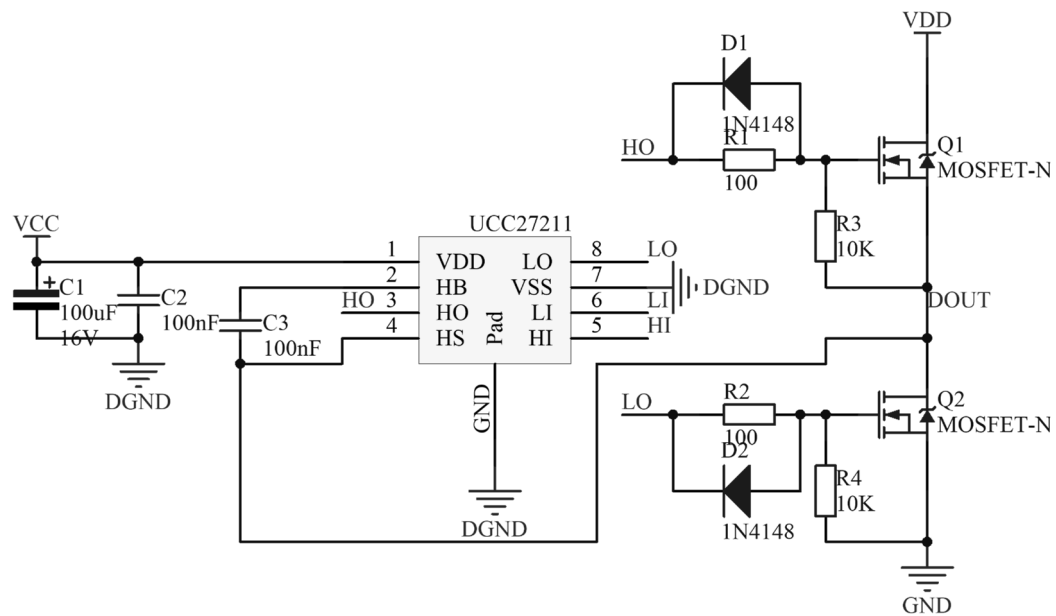 VDD
D1
1N4148
HO
R1
100
Q1
MOSFET-N
R3
10K
DOUT
VCC
C1
100uF
16V
C2
100nF
DGND
C3
100nF
UCC27211
1 VDD LO 8 LO
2 HB VSS 7 DGND
HO 3 HO LI 6 LI
4 HS HI 5 HI
Pad
GND
DGND
LO
R2
100
D2
1N4148
Q2
MOSFET-N
R4
10K
GND